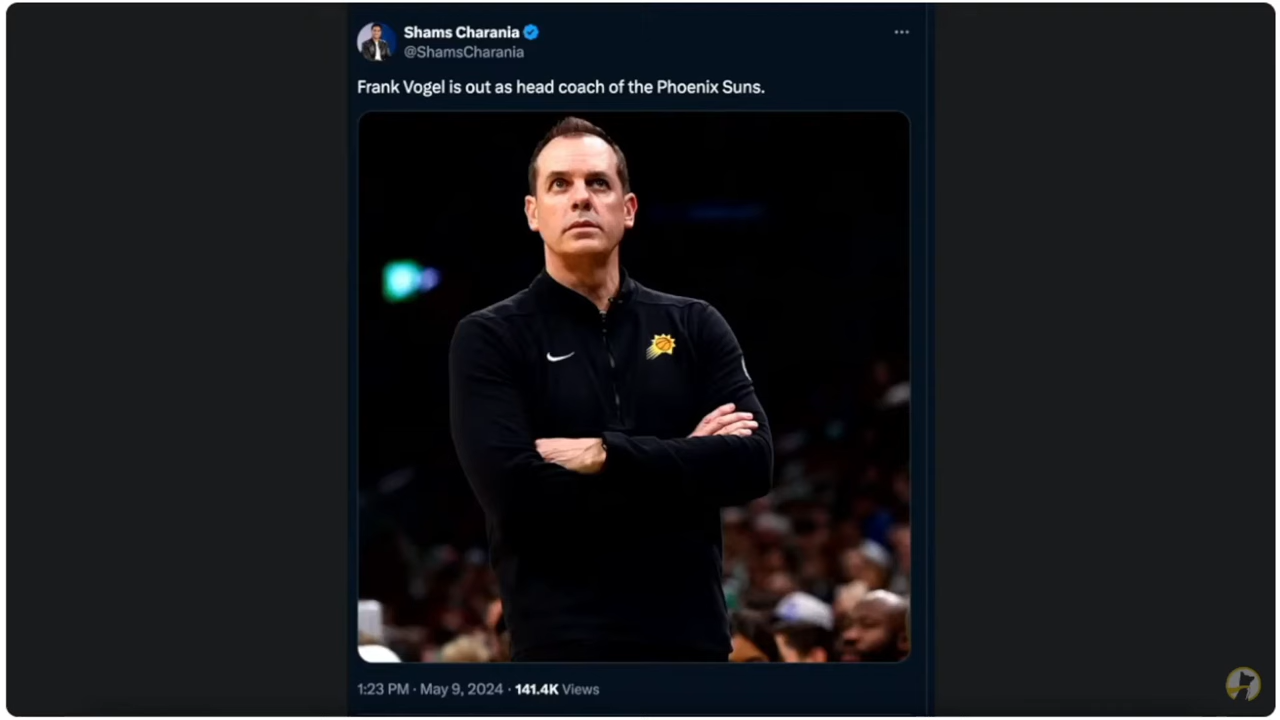 Shams Charania
@ShamsCharania
Frank Vogel is out as head coach of the Phoenix Suns.
1:23 PM · May 9, 2024 · 141.4K Views